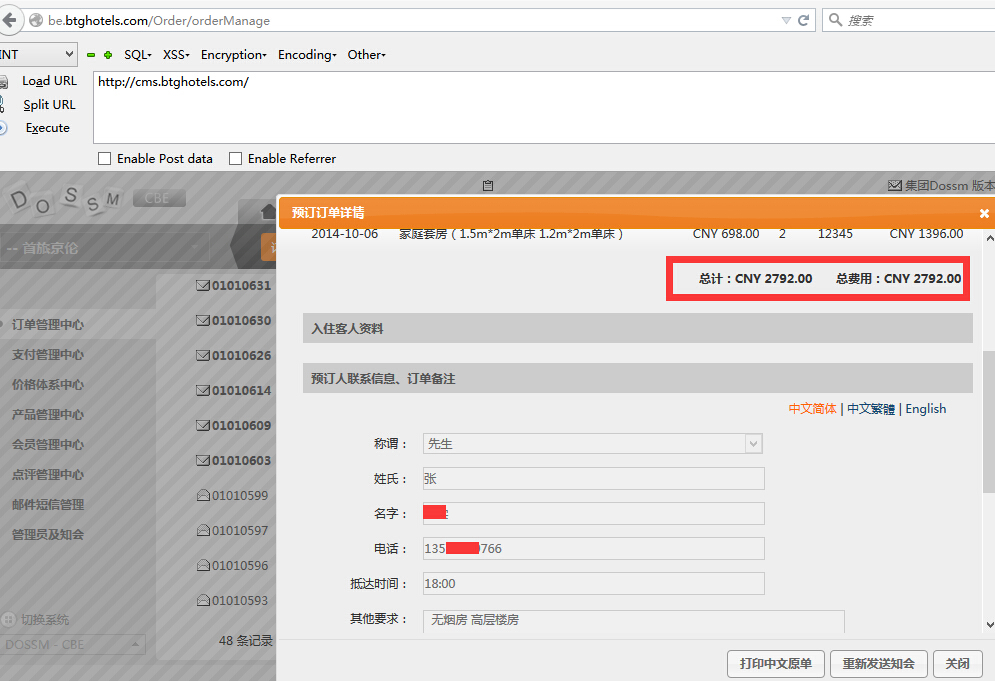 be.btghotels.com/Order/orderManage
搜索
INT
SQL- XSS- Encryption- Encoding- Other-
Load URL
http://cms.btghotels.com/
Split URL
Execute
Enable Post data Enable Referrer
DOSSM CBE
集团Dossm 版本
-- 首旅京伦
预订订单详情
2014-10-06 家庭套房（1.5m*2m单床 1.2m*2m单床） CNY 698.00 2 12345 CNY 1396.00
总计：CNY 2792.00 总费用：CNY 2792.00
入住客人资料
预订人联系信息、订单备注
中文简体 | 中文繁體 | English
称谓： 先生
姓氏： 张
名字：
电话： 135 766
抵达时间： 18:00
其他要求： 无烟房 高层楼房
打印中文原单 重新发送知会 关闭
订单管理中心
支付管理中心
价格体系中心
产品管理中心
会员管理中心
点评管理中心
邮件短信管理
管理员及知会
切换系统
DOSSM - CBE
01010631
01010630
01010626
01010614
01010609
01010603
01010599
01010597
01010596
01010593
48 条记录